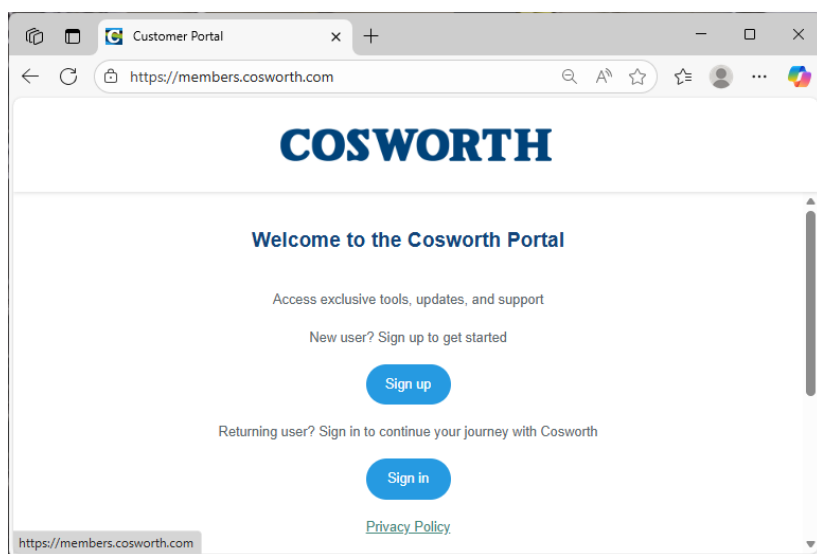 Customer Portal
https://members.cosworth.com
COSWORTH
Welcome to the Cosworth Portal
Access exclusive tools, updates, and support
New user? Sign up to get started
Sign up
Returning user? Sign in to continue your journey with Cosworth
Sign in
Privacy Policy
https://members.cosworth.com